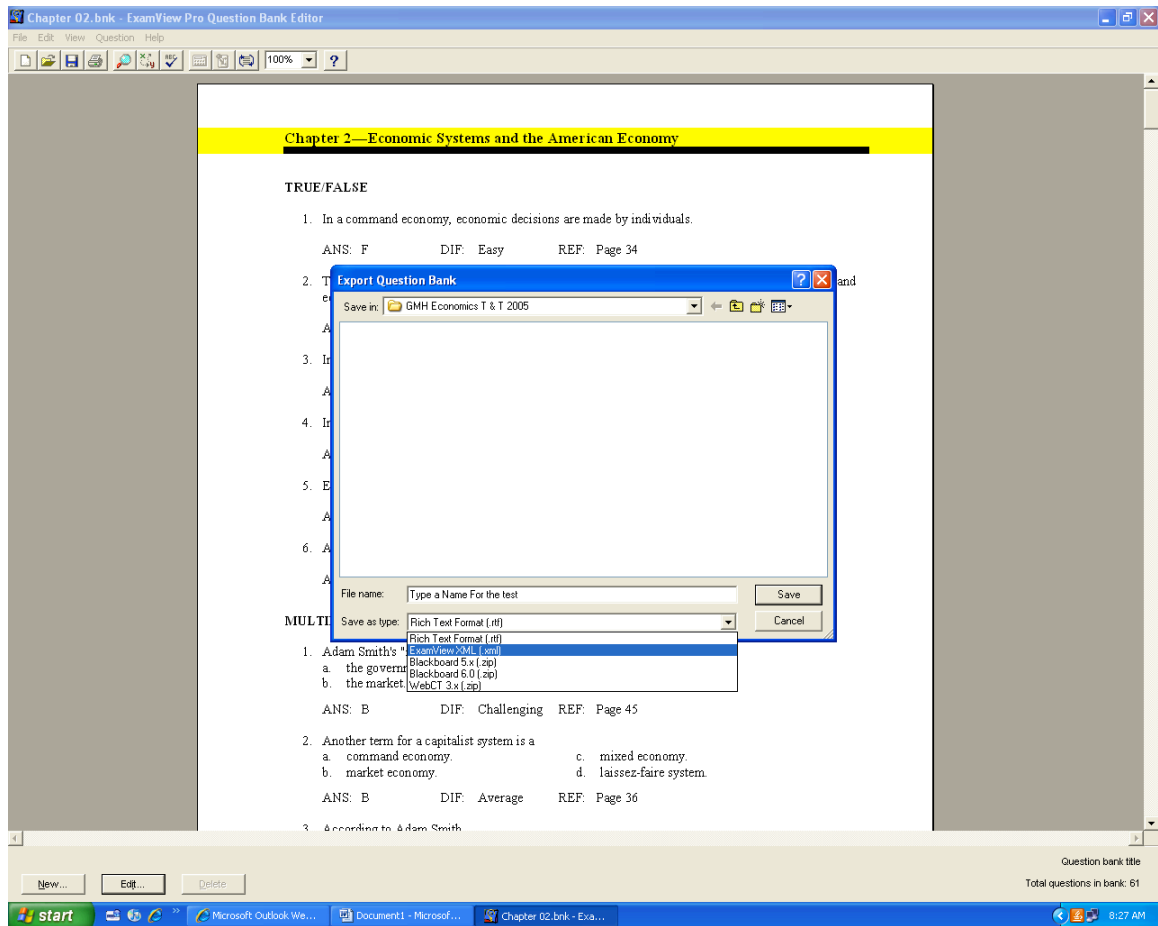 Chapter 02.bnk - ExamView Pro Question Bank Editor
File Edit View Question Help
100%
Chapter 2—Economic Systems and the American Economy
TRUE/FALSE
1. In a command economy, economic decisions are made by individuals.
ANS: F DIF: Easy REF: Page 34
2. T
and
e
A
3. In
A
4. In
A
5. E
A
6. A
A
Export Question Bank
Save in: GMH Economics T & T 2005
File name: Type a Name For the test Save
Save as type: Rich Text Format (.rtf) Cancel
Rich Text Format (.rtf)
ExamView XML (.xml)
Blackboard 5.x (.zip)
Blackboard 6.0 (.zip)
WebCT 3.x (.zip)
MULTI
1. Adam Smith's "
a. the governm
b. the market.
ANS: B DIF: Challenging REF: Page 45
2. Another term for a capitalist system is a
a. command economy. c. mixed economy.
b. market economy. d. laissez-faire system.
ANS: B DIF: Average REF: Page 36
3. According to Adam Smith
Question bank title
New... Edit... Delete Total questions in bank: 61
start Microsoft Outlook We... Document1 - Microsof... Chapter 02.bnk - Exa... 8:27 AM